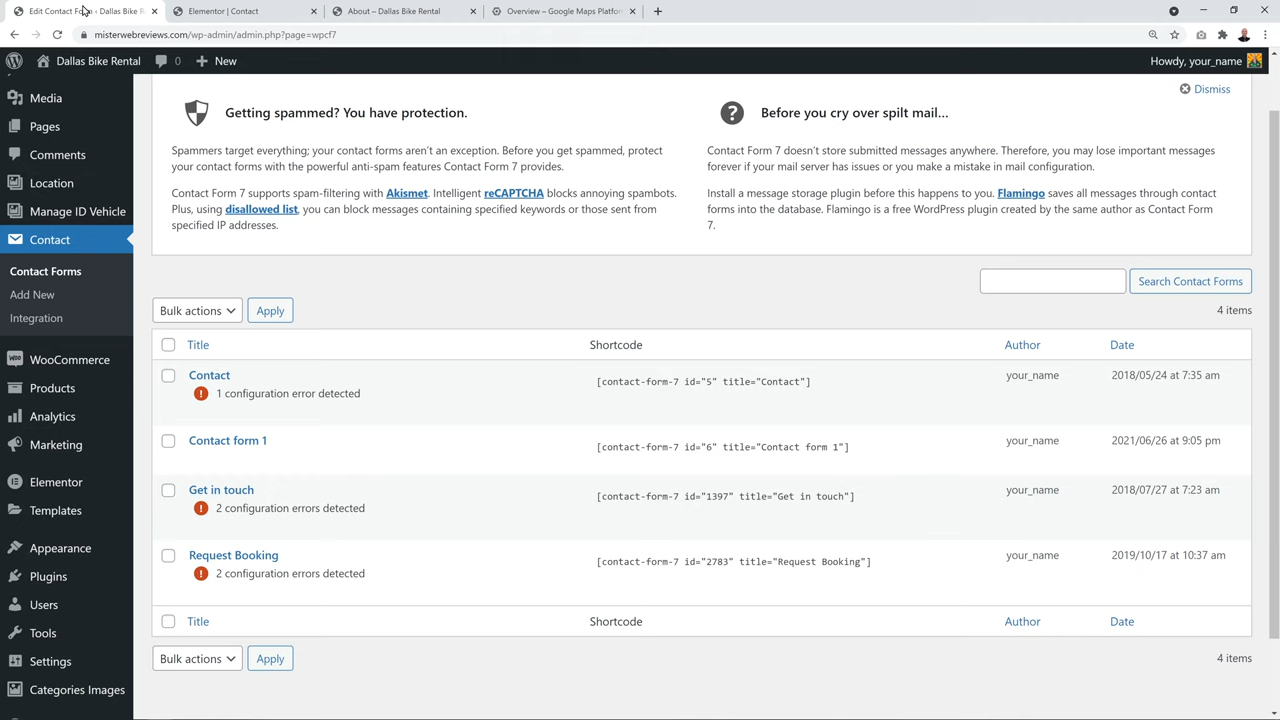 Edit Contact Form ‹ Dallas Bike R
Elementor | Contact
About – Dallas Bike Rental
Overview – Google Maps Platfor
misterwebreviews.com/wp-admin/admin.php?page=wpcf7
Dallas Bike Rental
0
New
Howdy, your_name
Media
Pages
Comments
Location
Manage ID Vehicle
Contact
Contact Forms
Add New
Integration
WooCommerce
Products
Analytics
Marketing
Elementor
Templates
Appearance
Plugins
Users
Tools
Settings
Categories Images
Dismiss
Getting spammed? You have protection.
Spammers target everything; your contact forms aren’t an exception. Before you get spammed, protect
your contact forms with the powerful anti-spam features Contact Form 7 provides.
Contact Form 7 supports spam-filtering with Akismet. Intelligent reCAPTCHA blocks annoying spambots.
Plus, using disallowed list, you can block messages containing specified keywords or those sent from
specified IP addresses.
Before you cry over spilt mail…
Contact Form 7 doesn’t store submitted messages anywhere. Therefore, you may lose important messages
forever if your mail server has issues or you make a mistake in mail configuration.
Install a message storage plugin before this happens to you. Flamingo saves all messages through contact
forms into the database. Flamingo is a free WordPress plugin created by the same author as Contact Form
7.
Search Contact Forms
Bulk actions
Apply
4 items
Title Shortcode Author Date
Contact [contact-form-7 id="5" title="Contact"] your_name 2018/05/24 at 7:35 am
1 configuration error detected
Contact form 1 [contact-form-7 id="6" title="Contact form 1"] your_name 2021/06/26 at 9:05 pm
Get in touch [contact-form-7 id="1397" title="Get in touch"] your_name 2018/07/27 at 7:23 am
2 configuration errors detected
Request Booking [contact-form-7 id="2783" title="Request Booking"] your_name 2019/10/17 at 10:37 am
2 configuration errors detected
Title Shortcode Author Date
Bulk actions
Apply
4 items